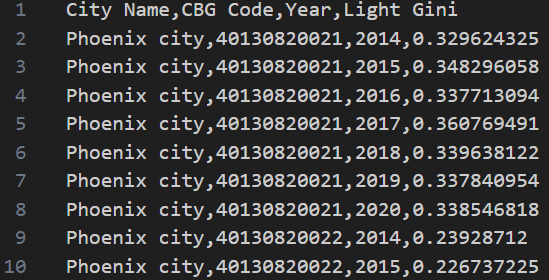 1 City Name,CBG Code,Year,Light Gini
2 Phoenix city,40130820021,2014,0.329624325
3 Phoenix city,40130820021,2015,0.348296058
4 Phoenix city,40130820021,2016,0.337713094
5 Phoenix city,40130820021,2017,0.360769491
6 Phoenix city,40130820021,2018,0.339638122
7 Phoenix city,40130820021,2019,0.337840954
8 Phoenix city,40130820021,2020,0.338546818
9 Phoenix city,40130820022,2014,0.23928712
10 Phoenix city,40130820022,2015,0.226737225